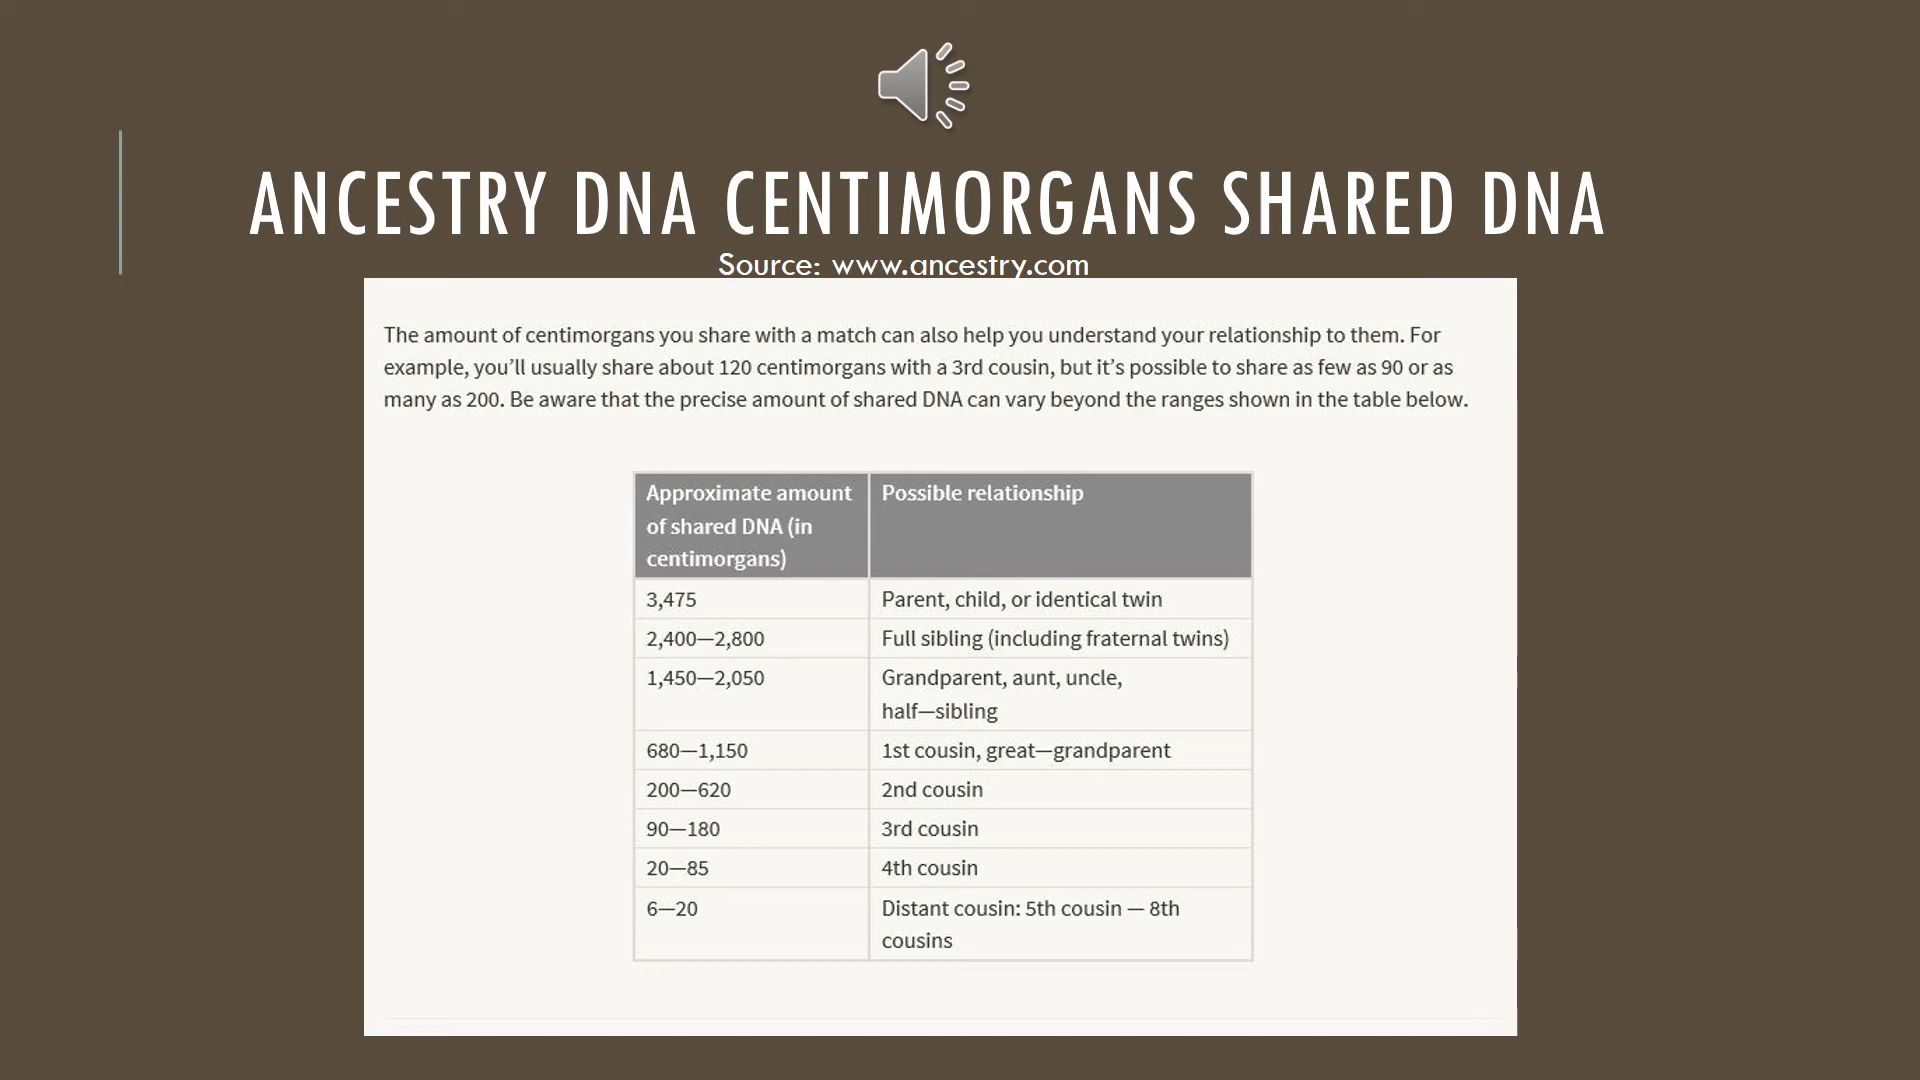 ANCESTRY DNA CENTIMORGANS SHARED DNA
Source: www.ancestry.com
The amount of centimorgans you share with a match can also help you understand your relationship to them. For
example, you’ll usually share about 120 centimorgans with a 3rd cousin, but it’s possible to share as few as 90 or as
many as 200. Be aware that the precise amount of shared DNA can vary beyond the ranges shown in the table below.
Approximate amount
of shared DNA (in
centimorgans)
Possible relationship
3,475
Parent, child, or identical twin
2,400—2,800
Full sibling (including fraternal twins)
1,450—2,050
Grandparent, aunt, uncle,
half—sibling
680—1,150
1st cousin, great—grandparent
200—620
2nd cousin
90—180
3rd cousin
20—85
4th cousin
6—20
Distant cousin: 5th cousin — 8th
cousins